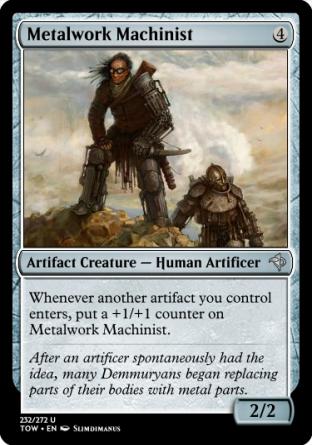 Metalwork Machinist 4
Artifact Creature — Human Artificer
Whenever another artifact you control
enters, put a +1/+1 counter on
Metalwork Machinist.
After an artificer spontaneously had the
idea, many Demmuryans began replacing
parts of their bodies with metal parts.
2/2
232/272 U
TOW • EN SLIMDIMANUS